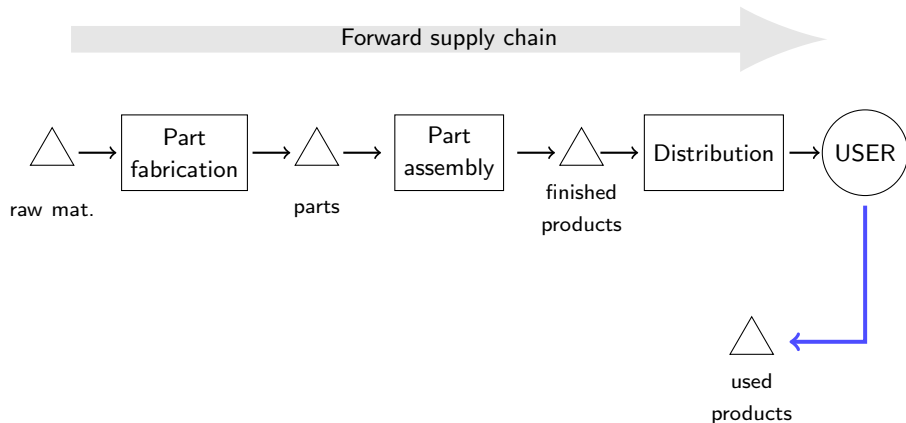 Forward supply chain
Part
fabrication
Part
assembly
Distribution
USER
raw mat.
parts
finished
products
used
products